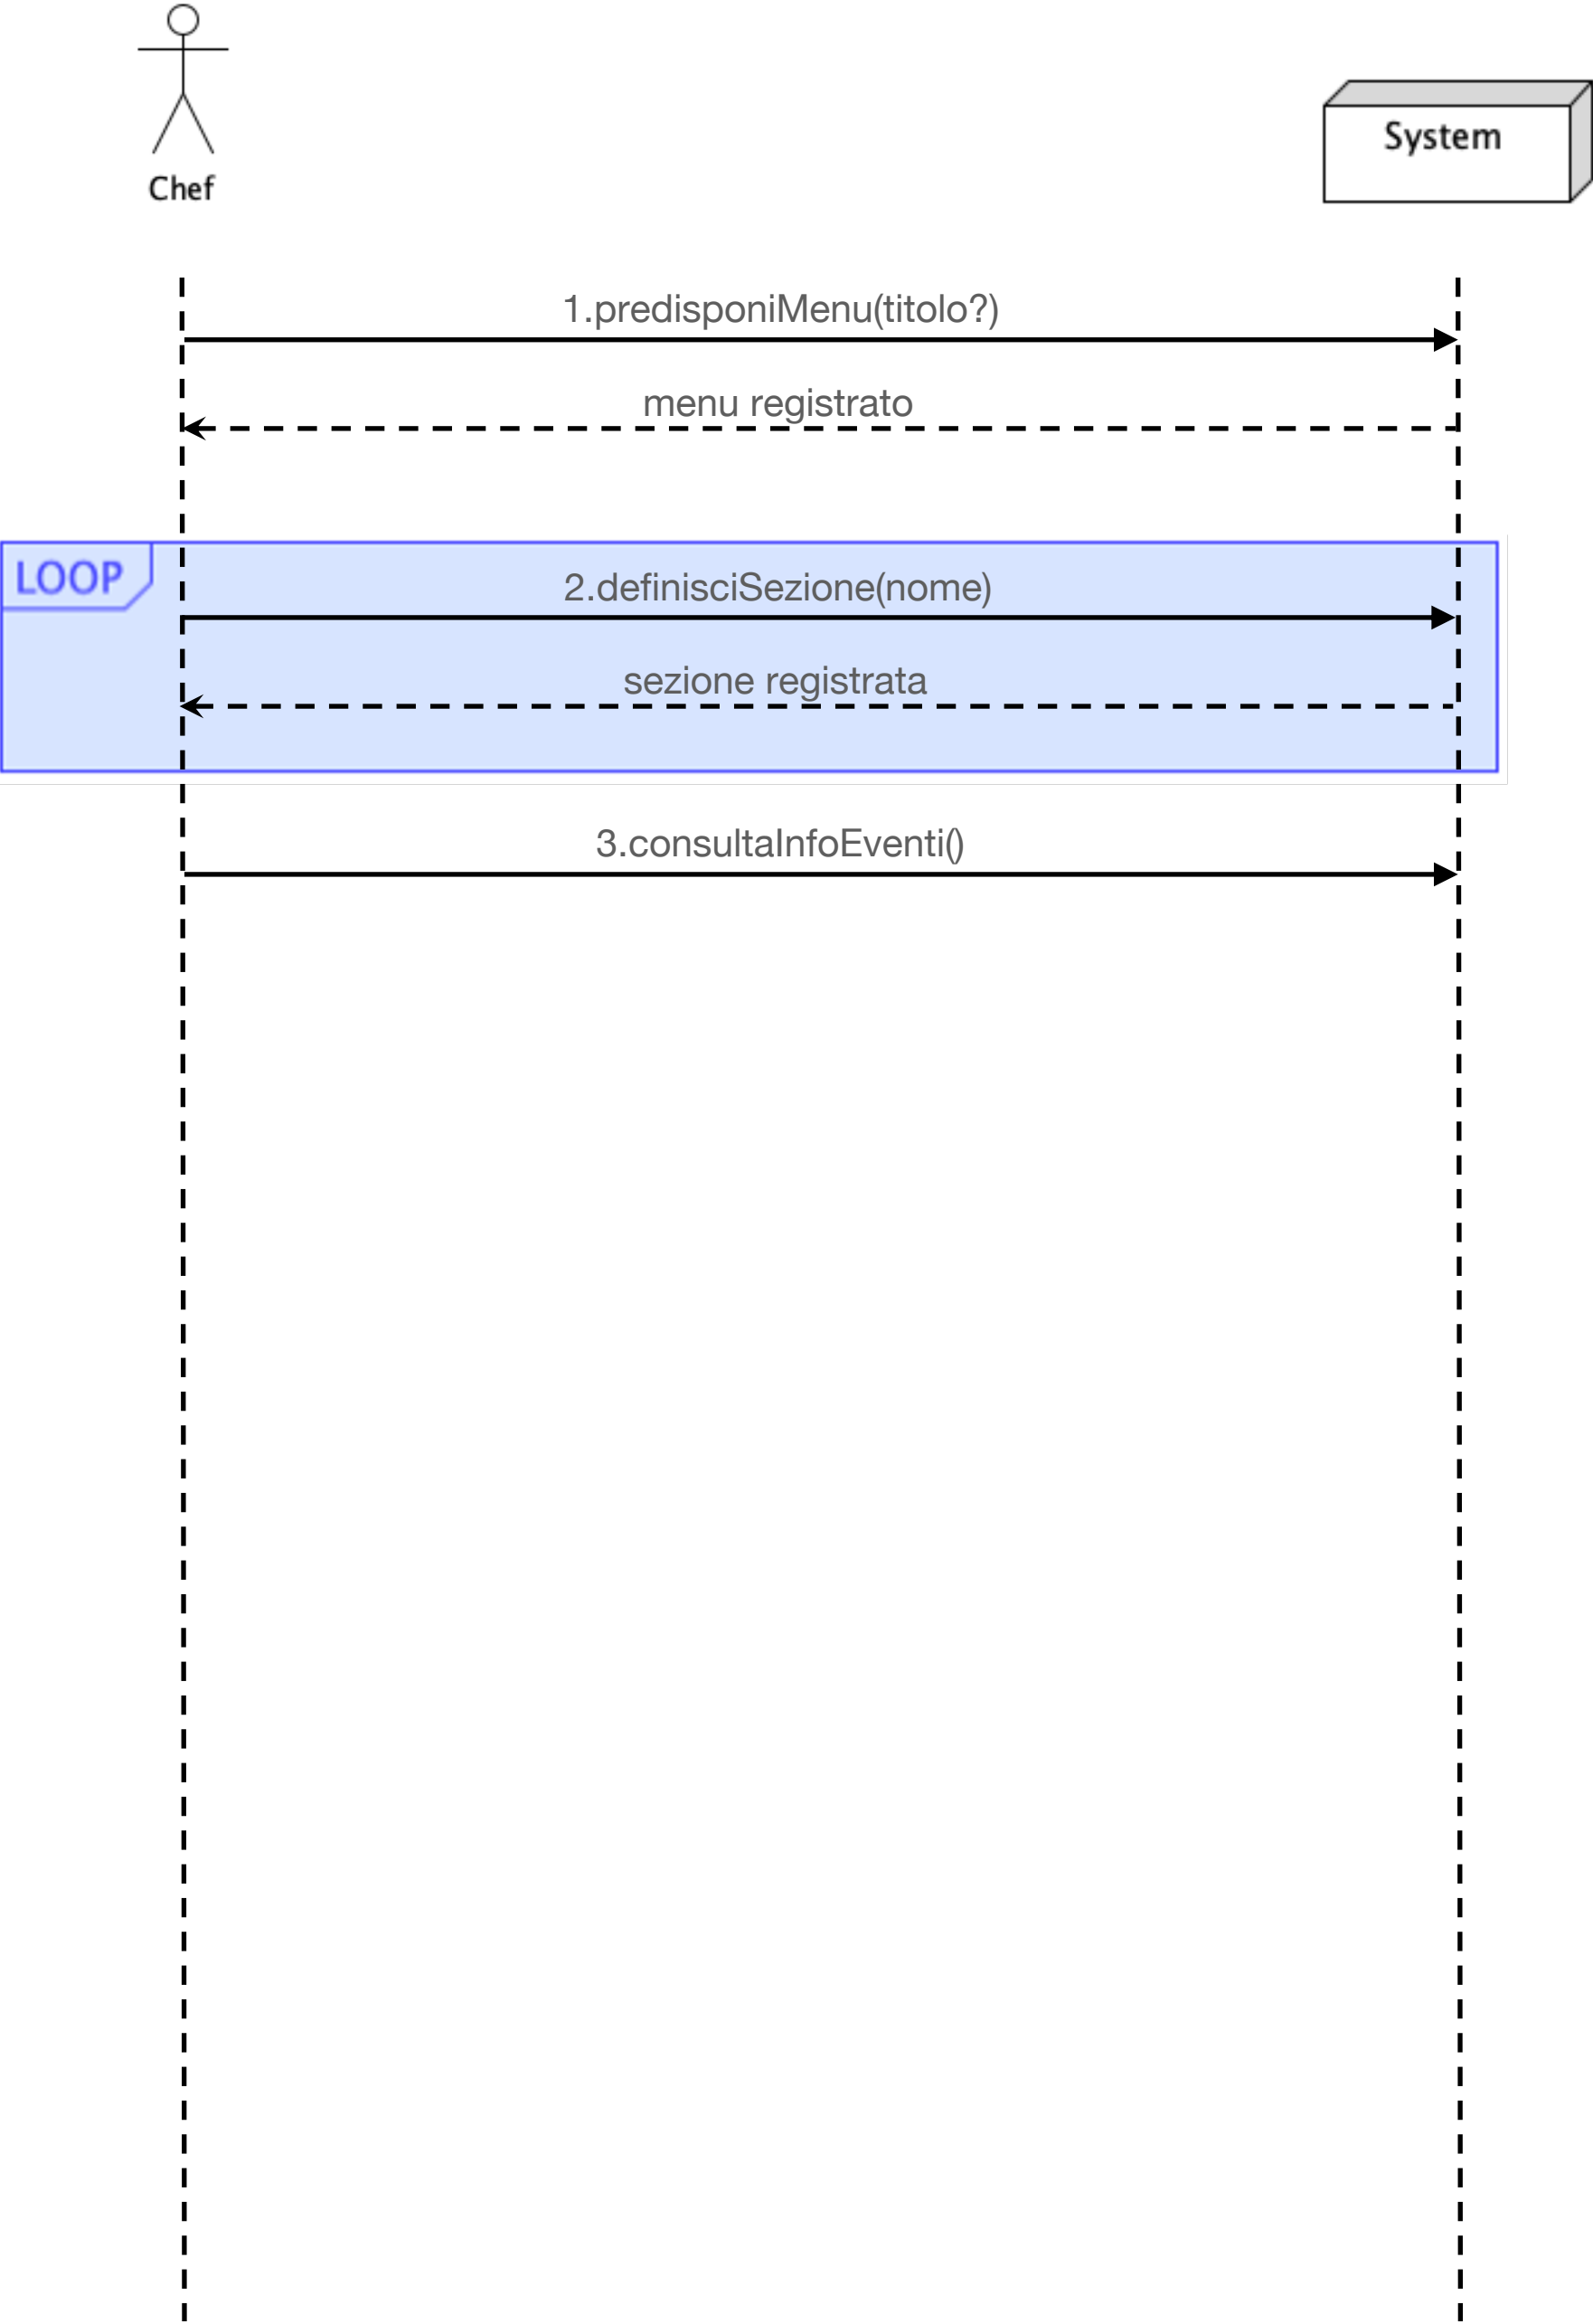 Chef
System
1.predisponiMenu(titolo?)
menu registrato
LOOP
2.definisciSezione(nome)
sezione registrata
3.consultaInfoEventi()